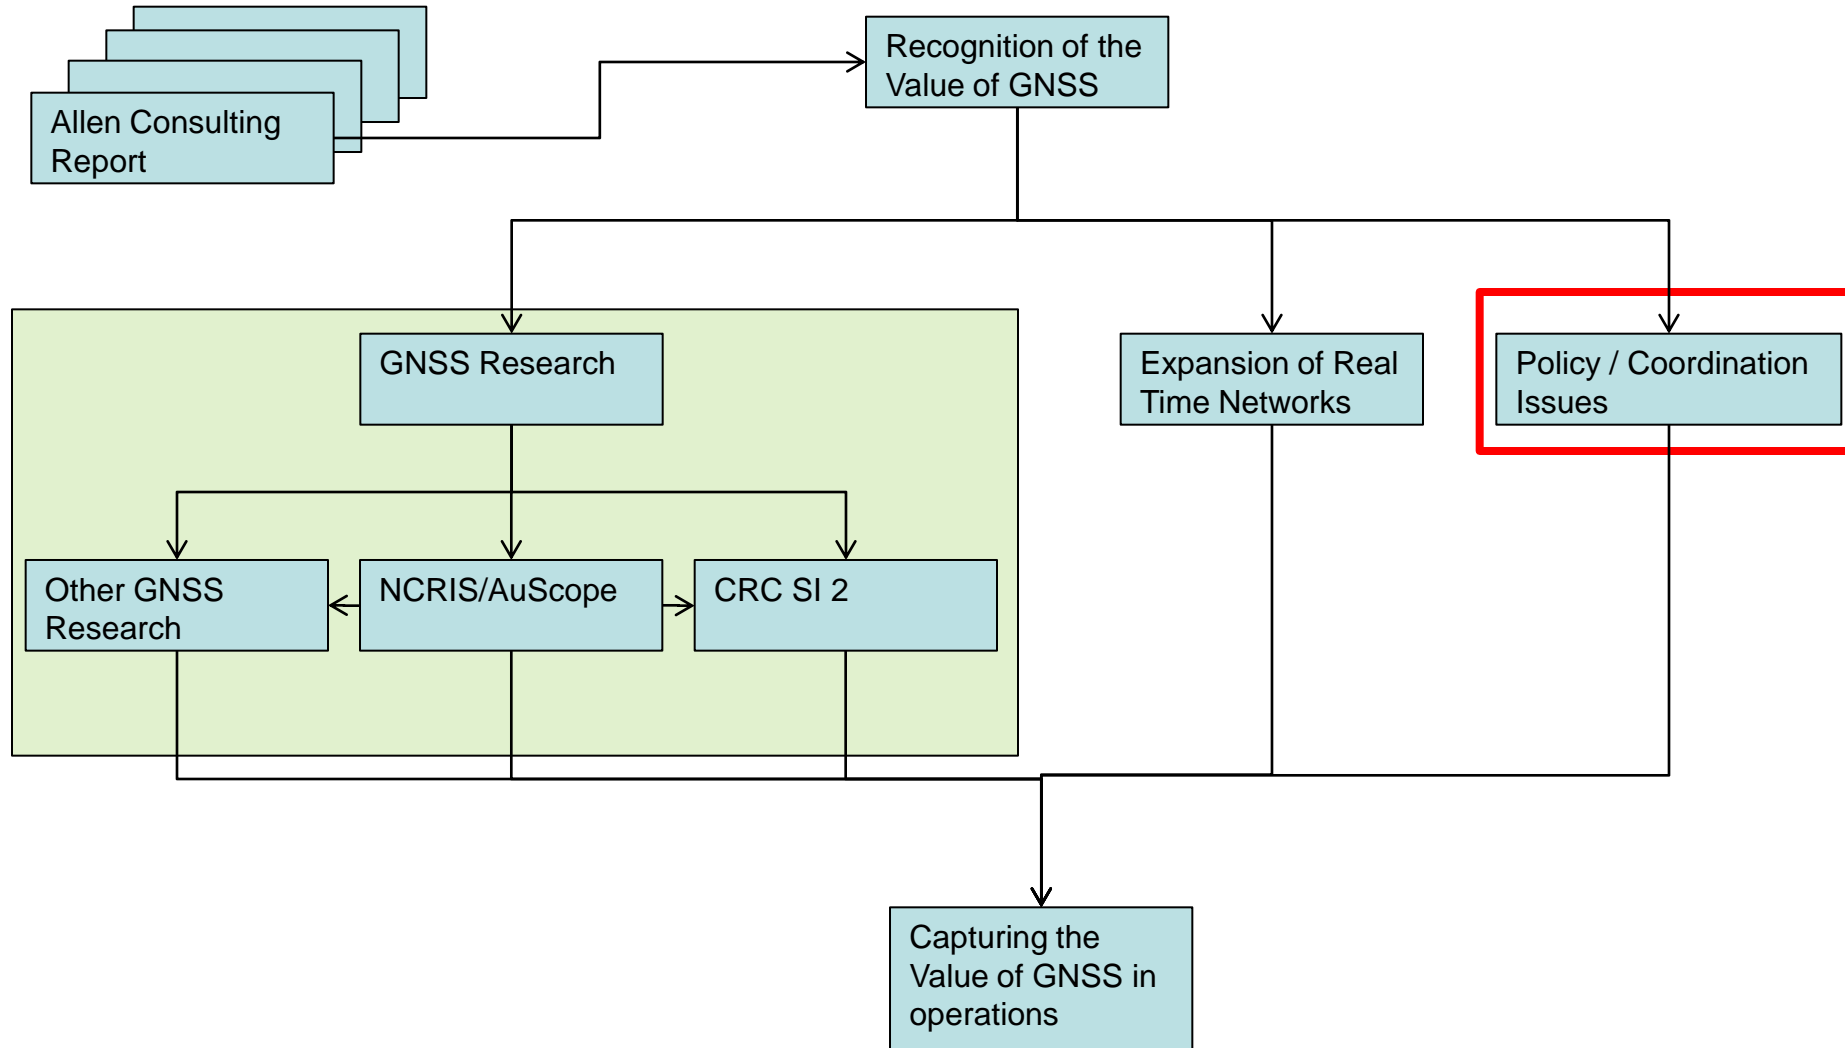 Recognition of the
Value of GNSS
Allen Consulting
Report
GNSS Research
Expansion of Real
Time Networks
Policy / Coordination
Issues
Other GNSS
Research
NCRIS/AuScope
CRC SI 2
Capturing the
Value of GNSS in
operations